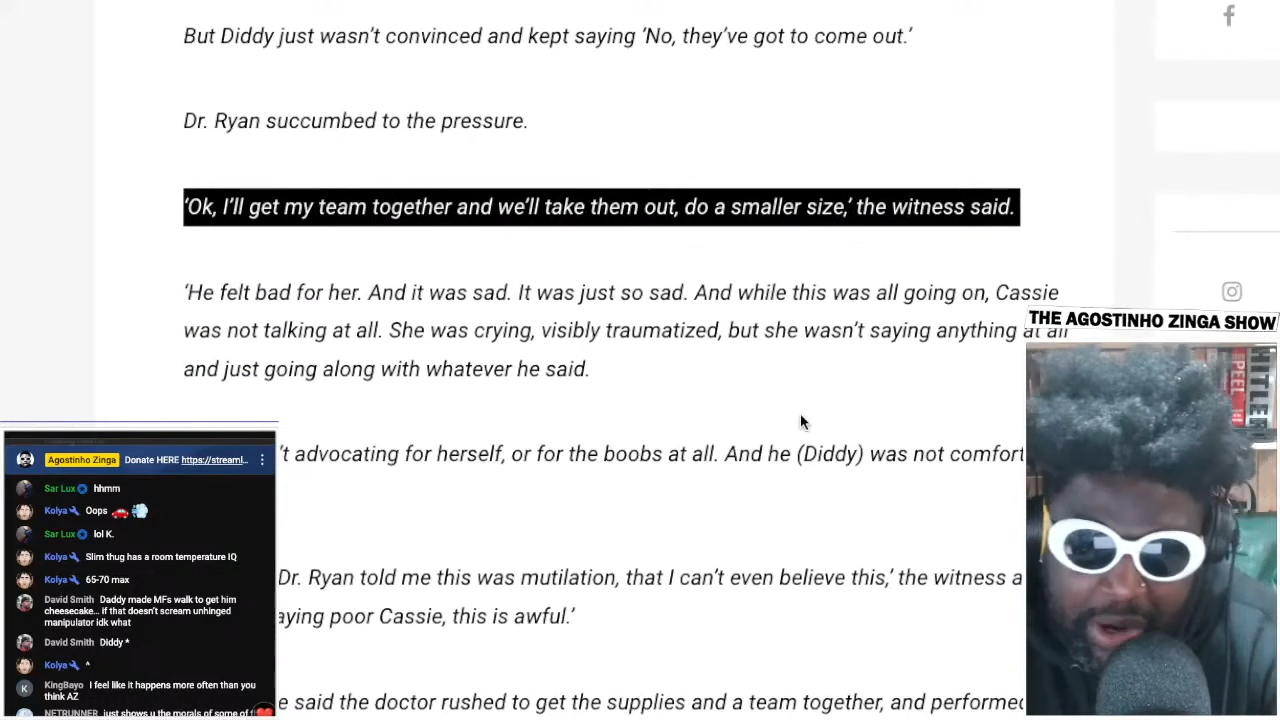 But Diddy just wasn’t convinced and kept saying ‘No, they’ve got to come out.’
Dr. Ryan succumbed to the pressure.
‘Ok, I’ll get my team together and we’ll take them out, do a smaller size,’ the witness said.
‘He felt bad for her. And it was sad. It was just so sad. And while this was all going on, Cassie
was not talking at all. She was crying, visibly traumatized, but she wasn’t saying anything at all
and just going along with whatever he said.
’t advocating for herself, or for the boobs at all. And he (Diddy) was not comfort
Dr. Ryan told me this was mutilation, that I can’t even believe this,’ the witness a
aying poor Cassie, this is awful.’
e said the doctor rushed to get the supplies and a team together, and performed
THE AGOSTINHO ZINGA SHOW
Agostinho Zinga Donate HERE https://streaml...
Sar Lux hhmm
Kolya Oops 🚗💨
Sar Lux lol K.
Kolya Slim thug has a room temperature IQ
Kolya 65-70 max
David Smith Daddy made MFs walk to get him
cheesecake... if that doesn’t scream unhinged
manipulator idk what
David Smith Diddy *
Kolya ^
K KingBayo I feel like it happens more often than you
think AZ
NETRUNNER just shows u the morals of some of